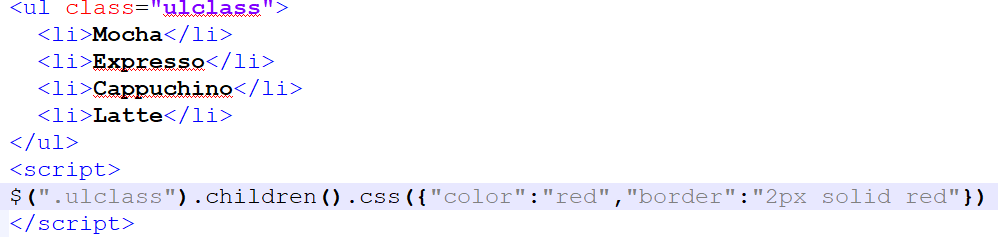 <ul class="ulclass">
<li>Mocha</li>
<li>Expresso</li>
<li>Cappuchino</li>
<li>Latte</li>
</ul>
<script>
$(".ulclass").children().css({"color":"red","border":"2px solid red"})
</script>